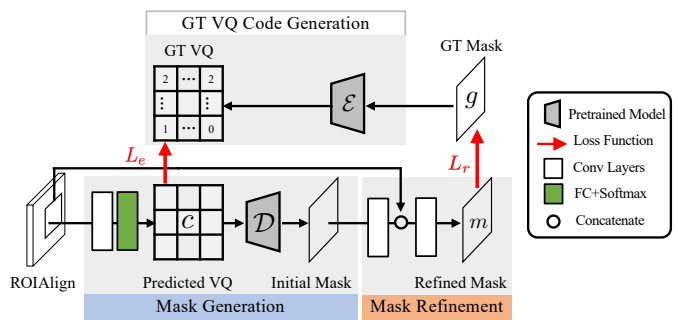 GT VQ Code Generation
GT VQ
GT Mask
2 ··· 2
⋮ ⋮
1 ··· 0
ℰ
g
Pretrained Model
Loss Function
Conv Layers
FC+Softmax
Concatenate
L_e
L_r
c
𝒟
m
ROIAlign
Predicted VQ
Initial Mask
Refined Mask
Mask Generation
Mask Refinement